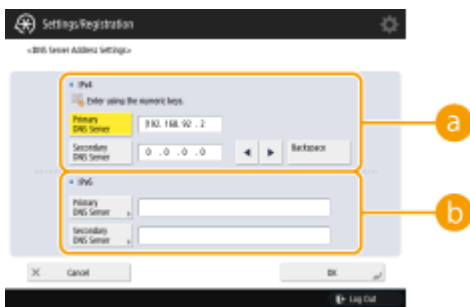 Settings/Registration
<DNS Server Address Settings>
IPv4
Enter using the numeric keys.
Primary DNS Server
192.168.92.2
Secondary DNS Server
0.0.0.0
Backspace
a
IPv6
Primary DNS Server
Secondary DNS Server
b
Cancel
OK
Log Out